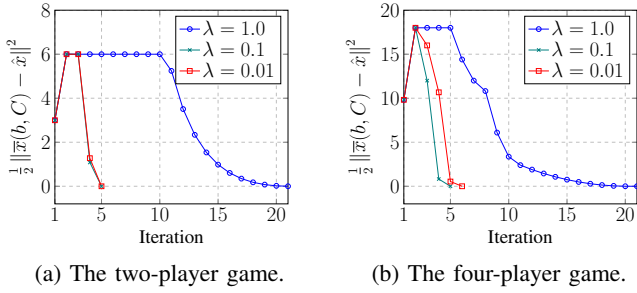 8
6
4
2
0
1
5
10
15
20
½ ||x̅(b, C) − x̂||²
Iteration
λ = 1.0
λ = 0.1
λ = 0.01
(a) The two-player game.
20
15
10
5
0
1
5
10
15
20
½ ||x̅(b, C) − x̂||²
Iteration
λ = 1.0
λ = 0.1
λ = 0.01
(b) The four-player game.